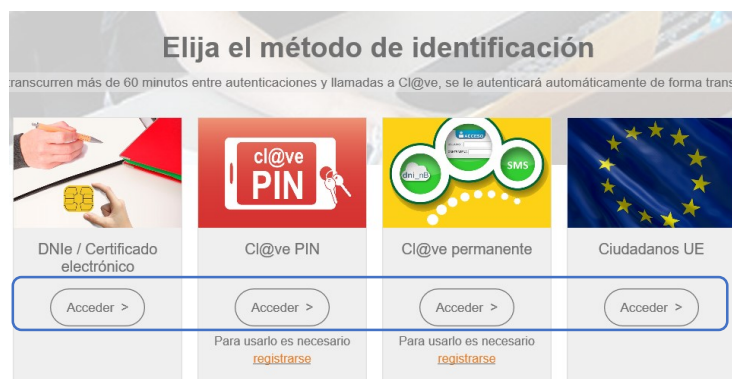 Elija el método de identificación
transcurren más de 60 minutos entre autenticaciones y llamadas a Cl@ve, se le autenticará automáticamente de forma trans
cl@ve
PIN
ACCESO
dni_nB
SMS
DNIe / Certificado
electrónico
Cl@ve PIN
Cl@ve permanente
Ciudadanos UE
Acceder >
Acceder >
Acceder >
Acceder >
Para usarlo es necesario
registrarse
Para usarlo es necesario
registrarse